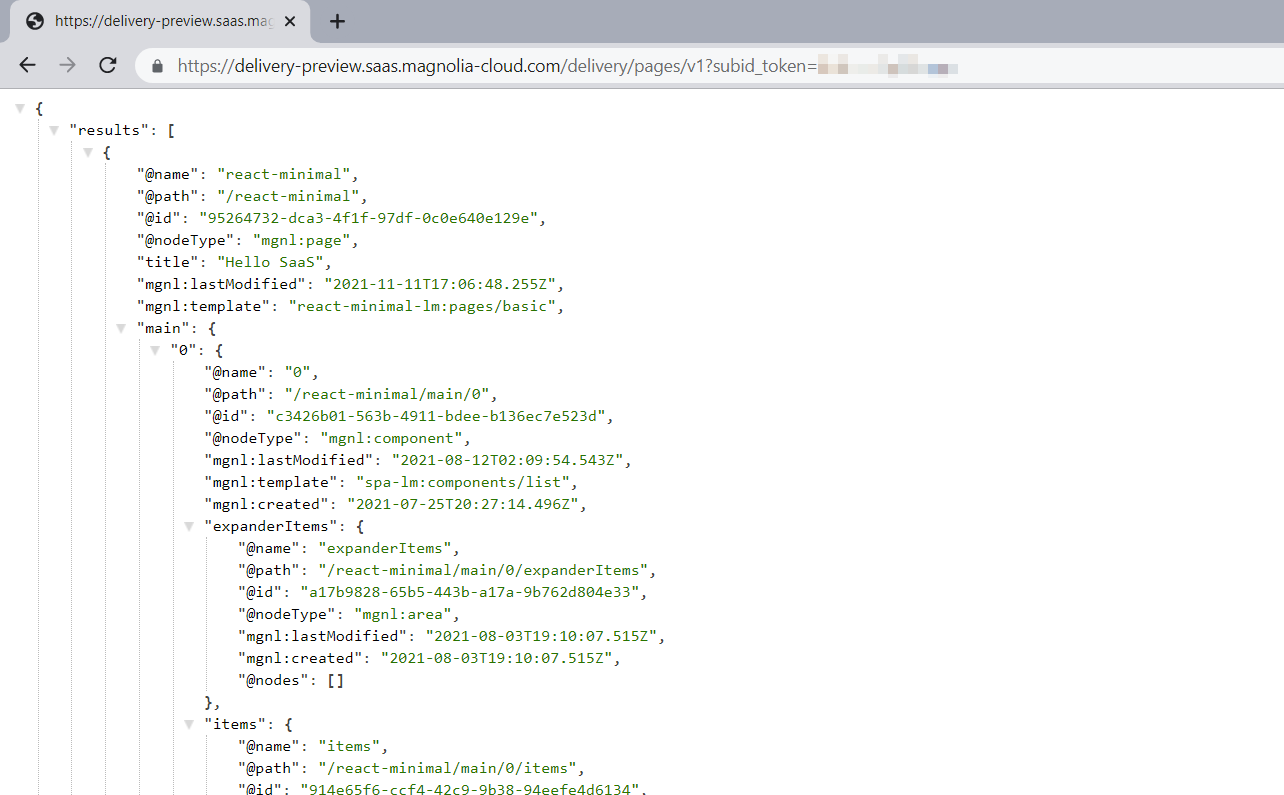 https://delivery-preview.saas.mag
https://delivery-preview.saas.magnolia-cloud.com/delivery/pages/v1?subid_token=
{
"results": [
{
"@name": "react-minimal",
"@path": "/react-minimal",
"@id": "95264732-dca3-4f1f-97df-0c0e640e129e",
"@nodeType": "mgnl:page",
"title": "Hello SaaS",
"mgnl:lastModified": "2021-11-11T17:06:48.255Z",
"mgnl:template": "react-minimal-lm:pages/basic",
"main": {
"0": {
"@name": "0",
"@path": "/react-minimal/main/0",
"@id": "c3426b01-563b-4911-bdee-b136ec7e523d",
"@nodeType": "mgnl:component",
"mgnl:lastModified": "2021-08-12T02:09:54.543Z",
"mgnl:template": "spa-lm:components/list",
"mgnl:created": "2021-07-25T20:27:14.496Z",
"expanderItems": {
"@name": "expanderItems",
"@path": "/react-minimal/main/0/expanderItems",
"@id": "a17b9828-65b5-443b-a17a-9b762d804e33",
"@nodeType": "mgnl:area",
"mgnl:lastModified": "2021-08-03T19:10:07.515Z",
"mgnl:created": "2021-08-03T19:10:07.515Z",
"@nodes": []
},
"items": {
"@name": "items",
"@path": "/react-minimal/main/0/items",
"@id": "914e65f6-ccf4-42c9-9b38-94eefe4d6134",